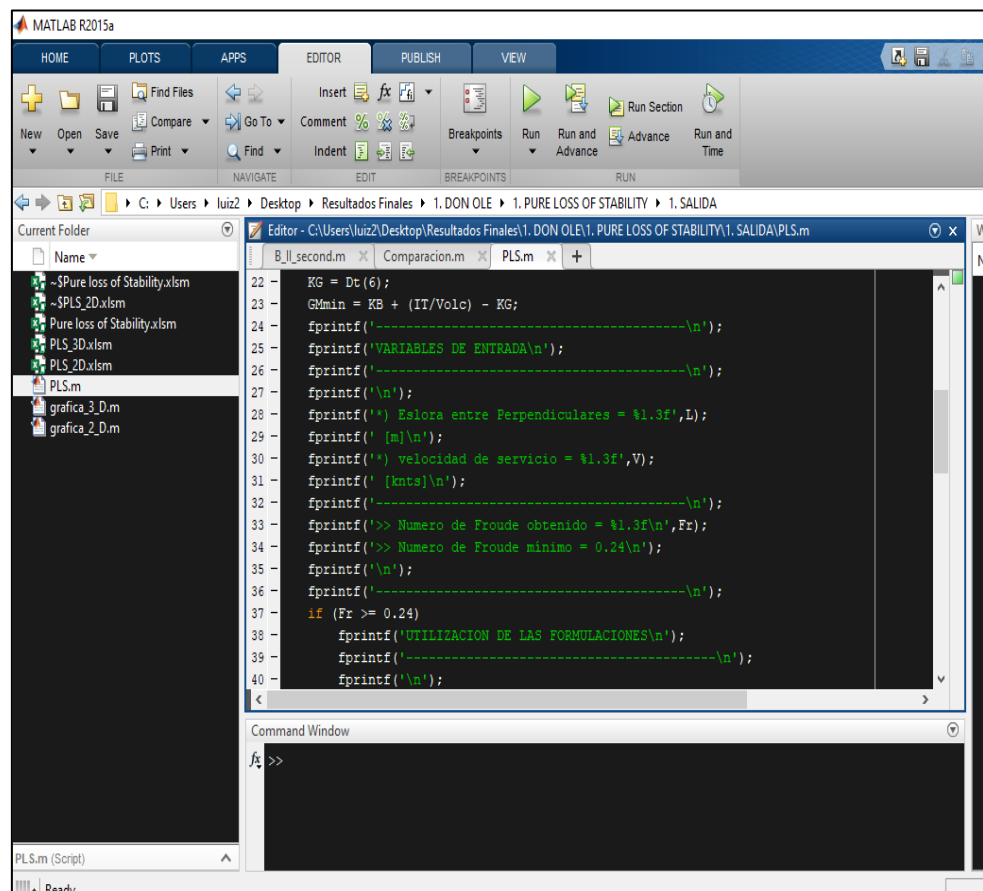 MATLAB R2015a
HOME PLOTS APPS EDITOR PUBLISH VIEW
New Open Save Find Files Compare Print
FILE
Go To Find
NAVIGATE
Insert fx Comment Indent
EDIT
Breakpoints
BREAKPOINTS
Run Run and Advance Run Section Advance Run and Time
RUN
C: Users luiz2 Desktop Resultados Finales 1. DON OLE 1. PURE LOSS OF STABILITY 1. SALIDA
Current Folder
Name
~$Pure loss of Stability.xlsm
~$PLS_2D.xlsm
Pure loss of Stability.xlsm
PLS_3D.xlsm
PLS_2D.xlsm
PLS.m
grafica_3_D.m
grafica_2_D.m
PLS.m (Script)
Editor - C:\Users\luiz2\Desktop\Resultados Finales\1. DON OLE\1. PURE LOSS OF STABILITY\1. SALIDA\PLS.m
B_II_second.m Comparacion.m PLS.m +
22 - KG = Dt(6);
23 - GMmin = KB + (IT/Volc) - KG;
24 - fprintf('-----------------------------------------\n');
25 - fprintf('VARIABLES DE ENTRADA\n');
26 - fprintf('-----------------------------------------\n');
27 - fprintf('\n');
28 - fprintf('*) Eslora entre Perpendiculares = %1.3f',L);
29 - fprintf(' [m]\n');
30 - fprintf('*) velocidad de servicio = %1.3f',V);
31 - fprintf(' [knts]\n');
32 - fprintf('-----------------------------------------\n');
33 - fprintf('>> Numero de Froude obtenido = %1.3f\n',Fr);
34 - fprintf('>> Numero de Froude mínimo = 0.24\n');
35 - fprintf('\n');
36 - fprintf('-----------------------------------------\n');
37 - if (Fr >= 0.24)
38 - fprintf('UTILIZACION DE LAS FORMULACIONES\n');
39 - fprintf('-----------------------------------------\n');
40 - fprintf('\n');
Command Window
fx >>
Ready